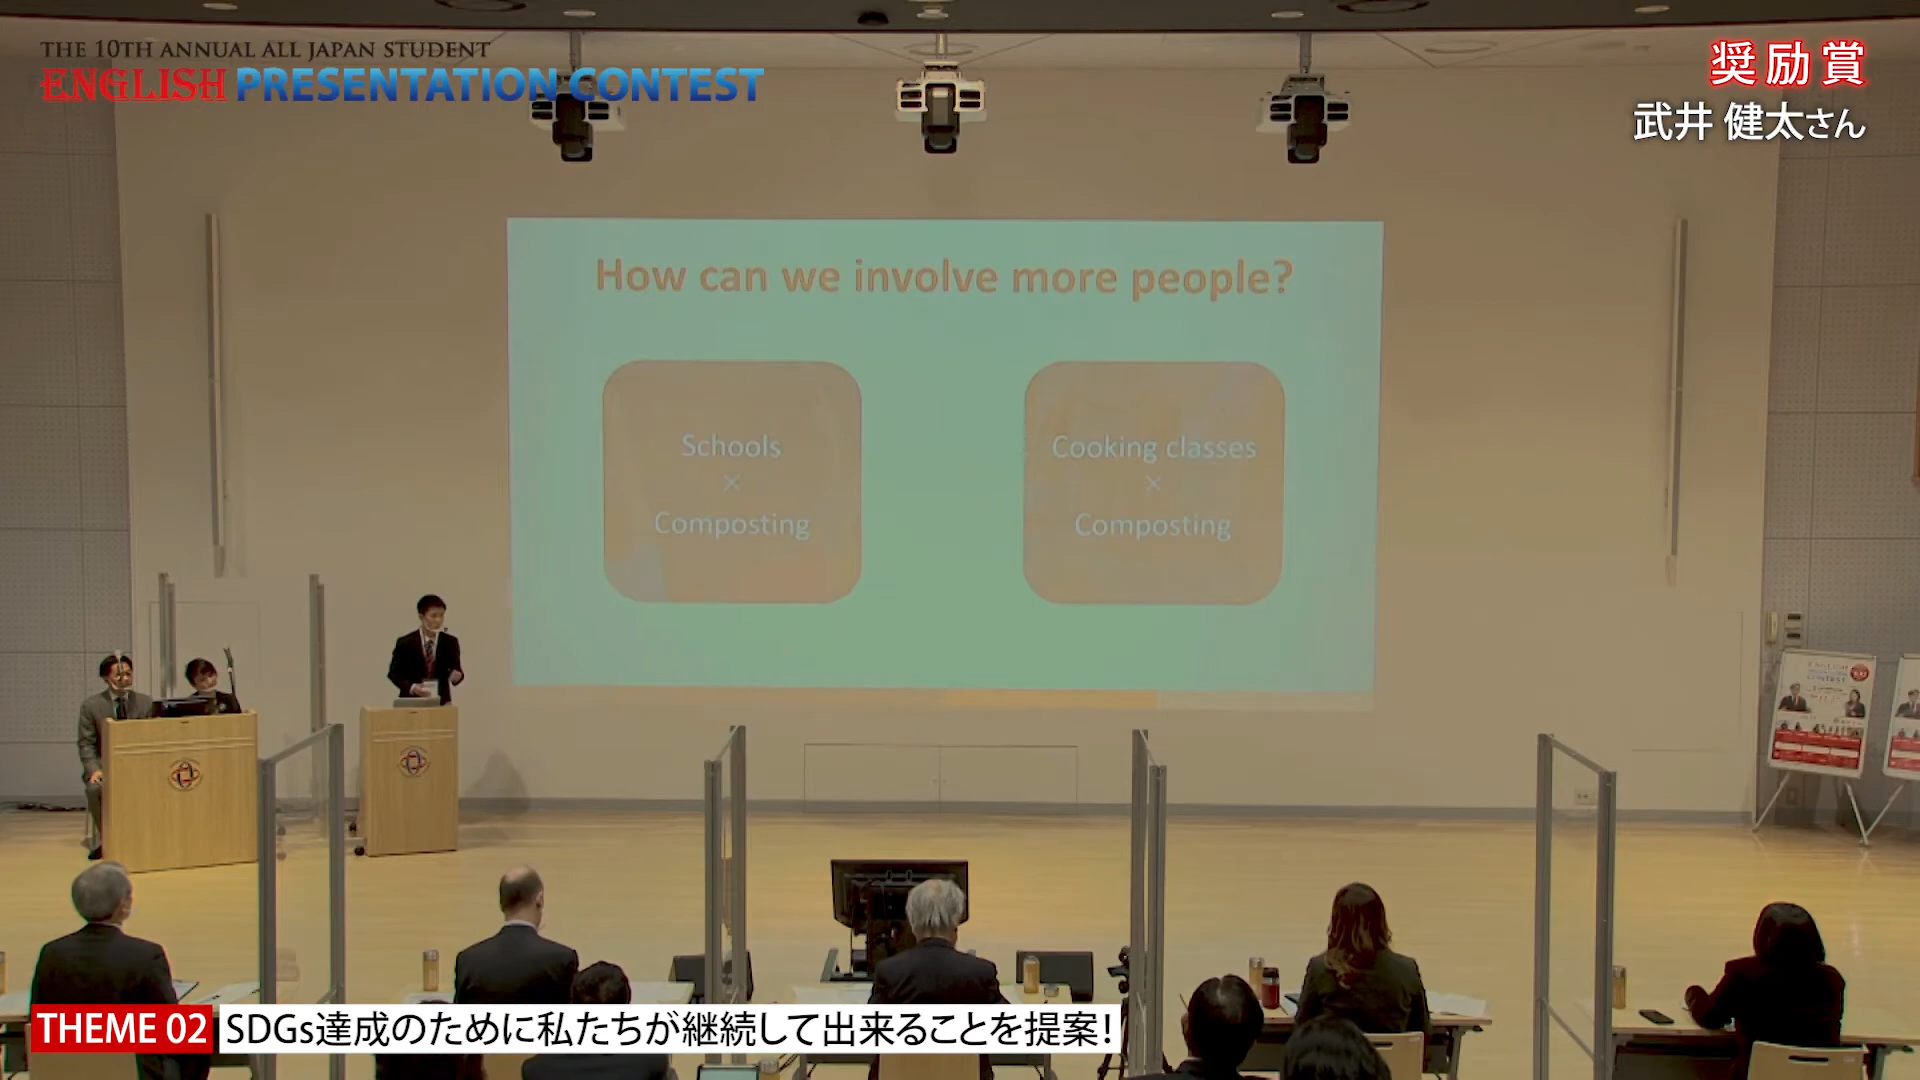 THE 10TH ANNUAL ALL JAPAN STUDENT
ENGLISH PRESENTATION CONTEST
奨励賞
武井 健太さん
How can we involve more people?
Schools
×
Composting
Cooking classes
×
Composting
ENGLISH
CONTEST
THEME 02 SDGs達成のために私たちが継続して出来ることを提案!